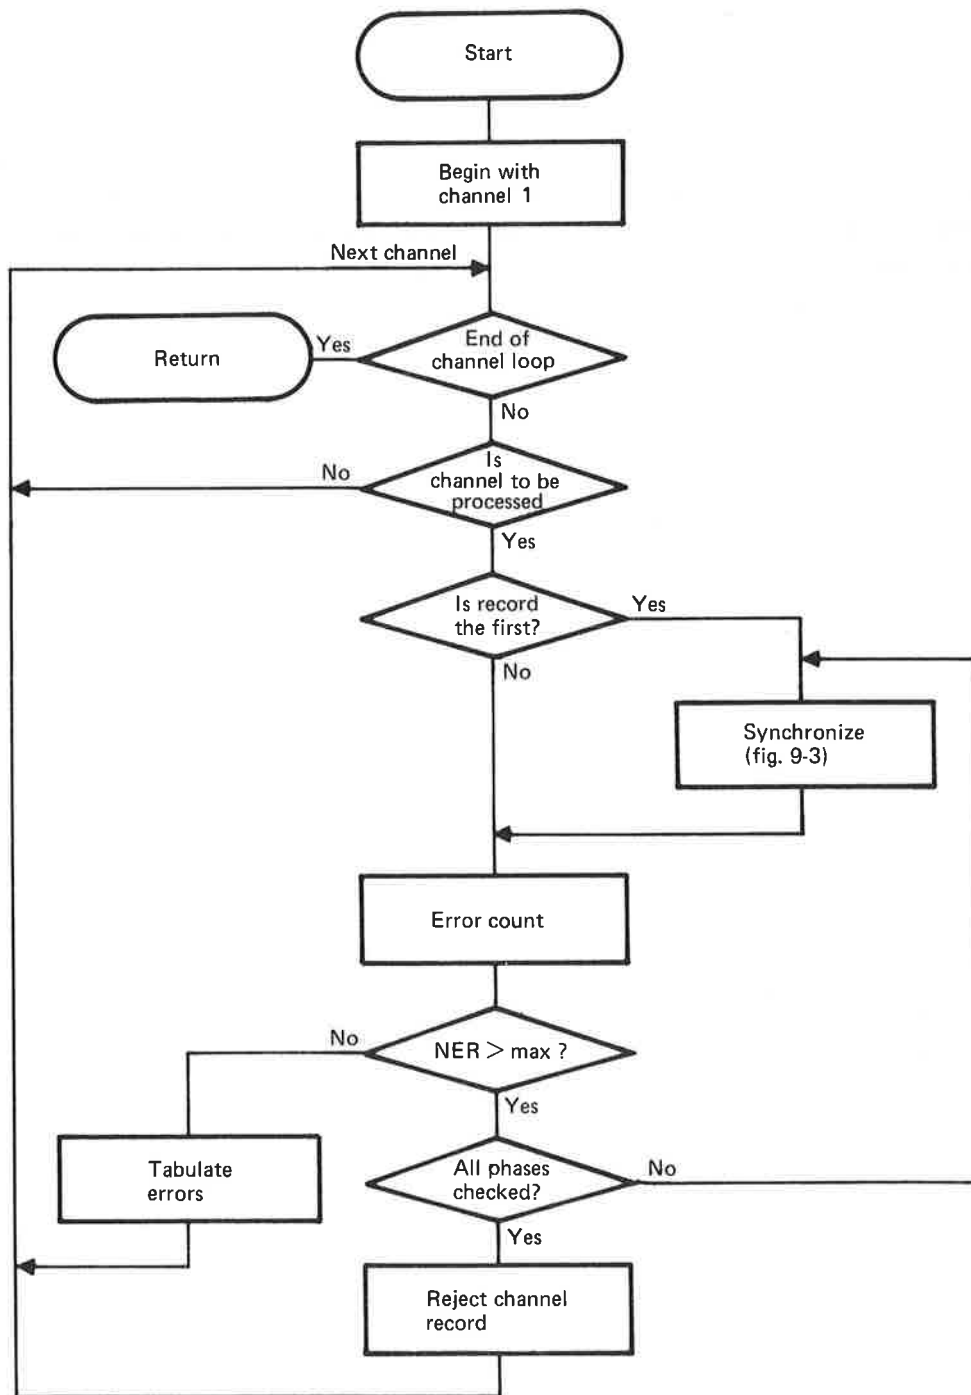 Start
Begin with
channel 1
Next channel
Return
Yes
End of
channel loop
No
No
Is
channel to be
processed
Yes
Is record
the first?
Yes
No
Synchronize
(fig. 9-3)
Error count
No
NER > max ?
Yes
Tabulate
errors
All phases
checked?
No
Yes
Reject channel
record